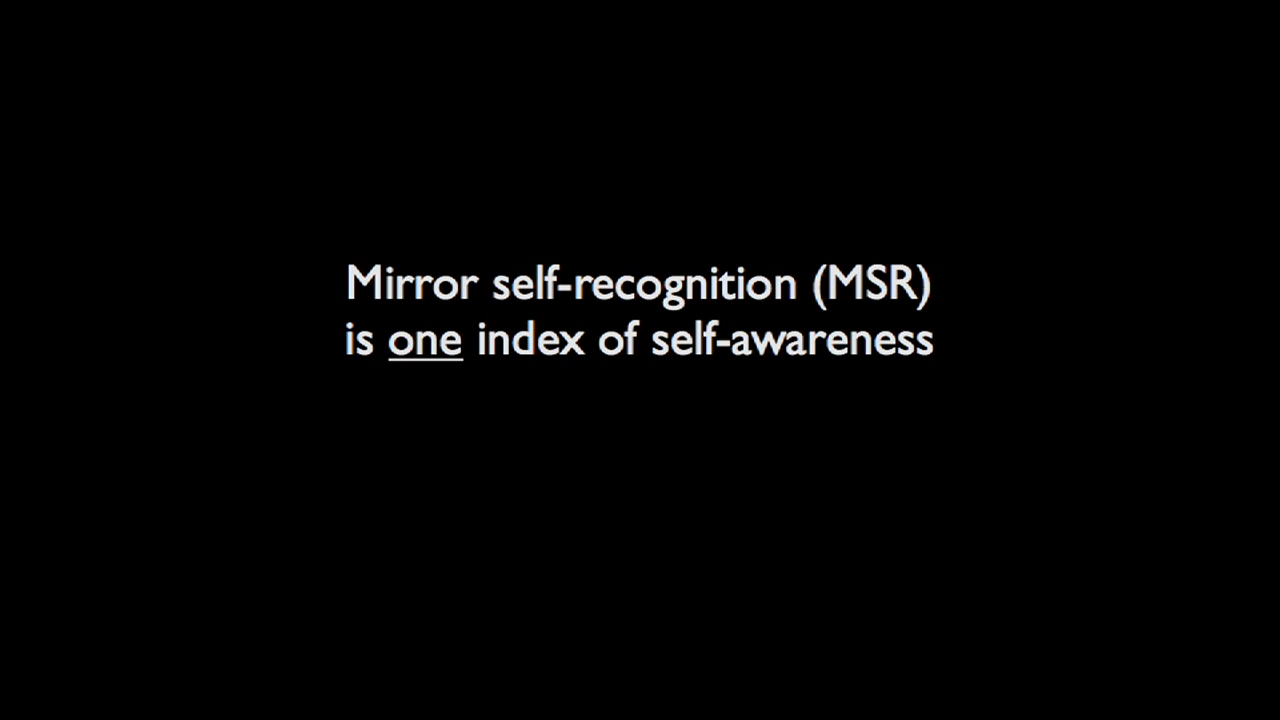 Mirror self-recognition (MSR)
is one index of self-awareness